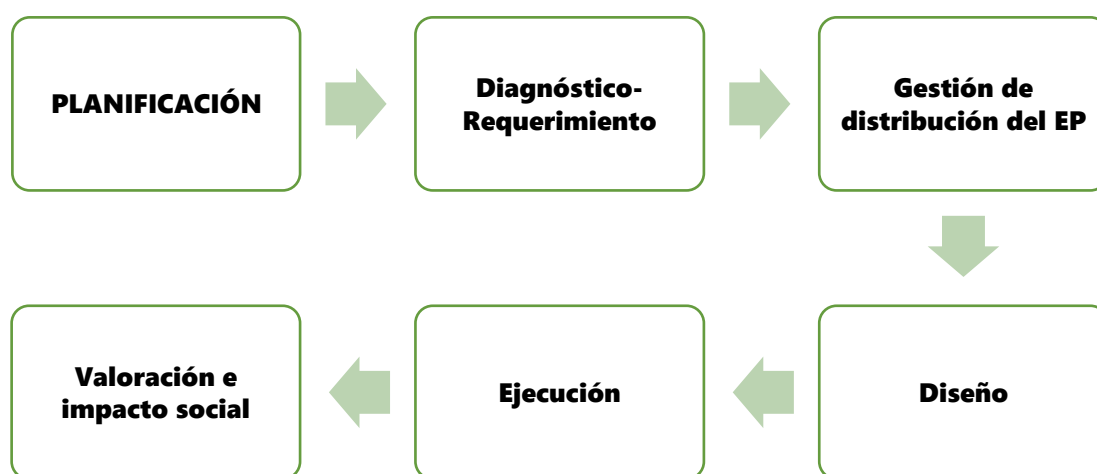 PLANIFICACIÓN
Diagnóstico-
Requerimiento
Gestión de
distribución del EP
Diseño
Ejecución
Valoración e
impacto social